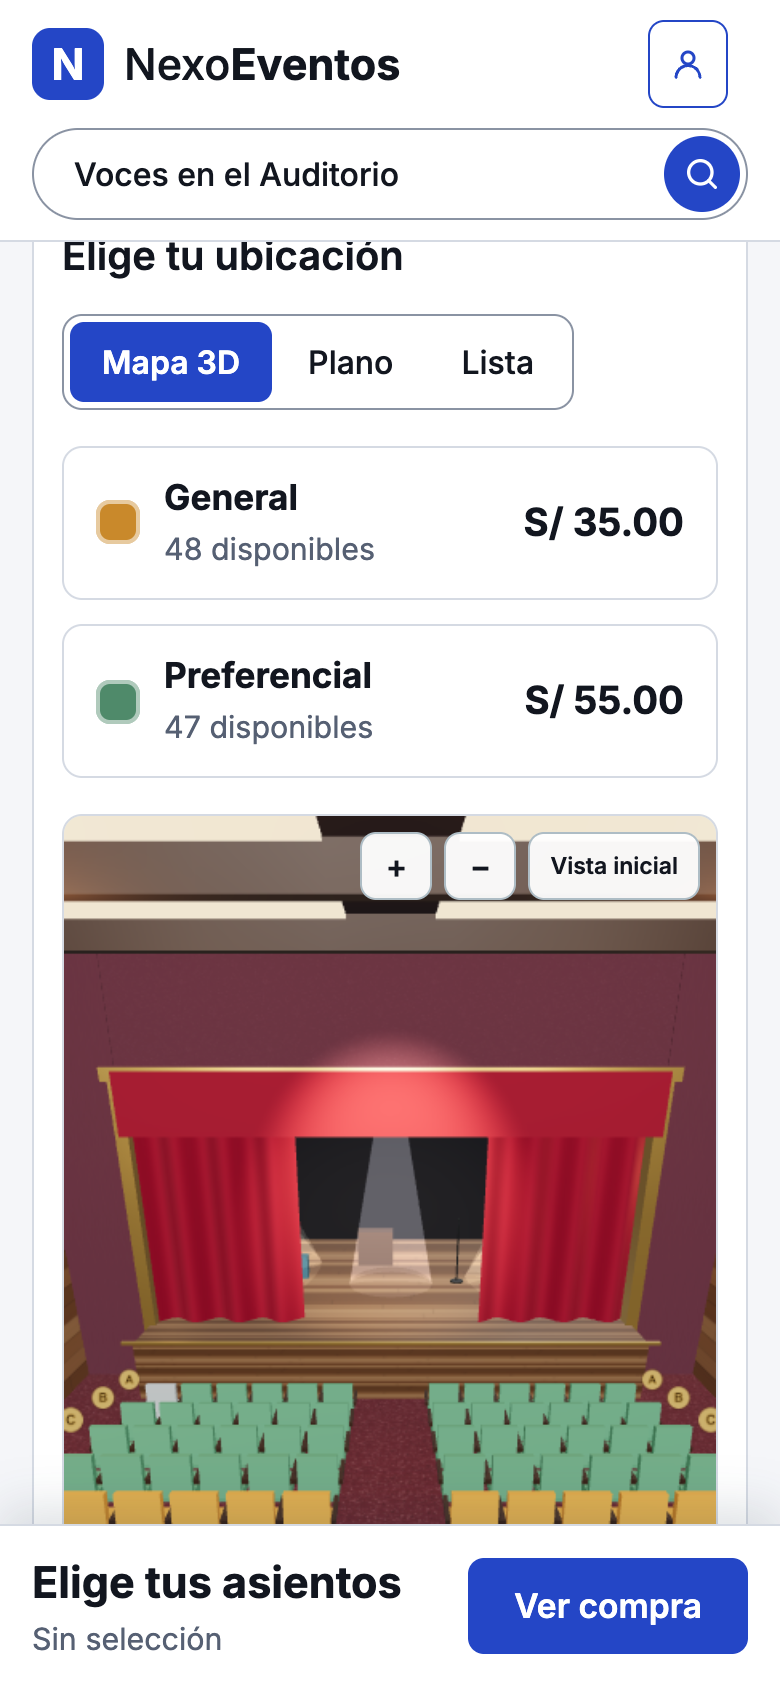 N NexoEventos
Voces en el Auditorio
Elige tu ubicación
Mapa 3D Plano Lista
General
48 disponibles
S/ 35.00
Preferencial
47 disponibles
S/ 55.00
+ − Vista inicial
A A
B B
C C
Elige tus asientos
Sin selección
Ver compra